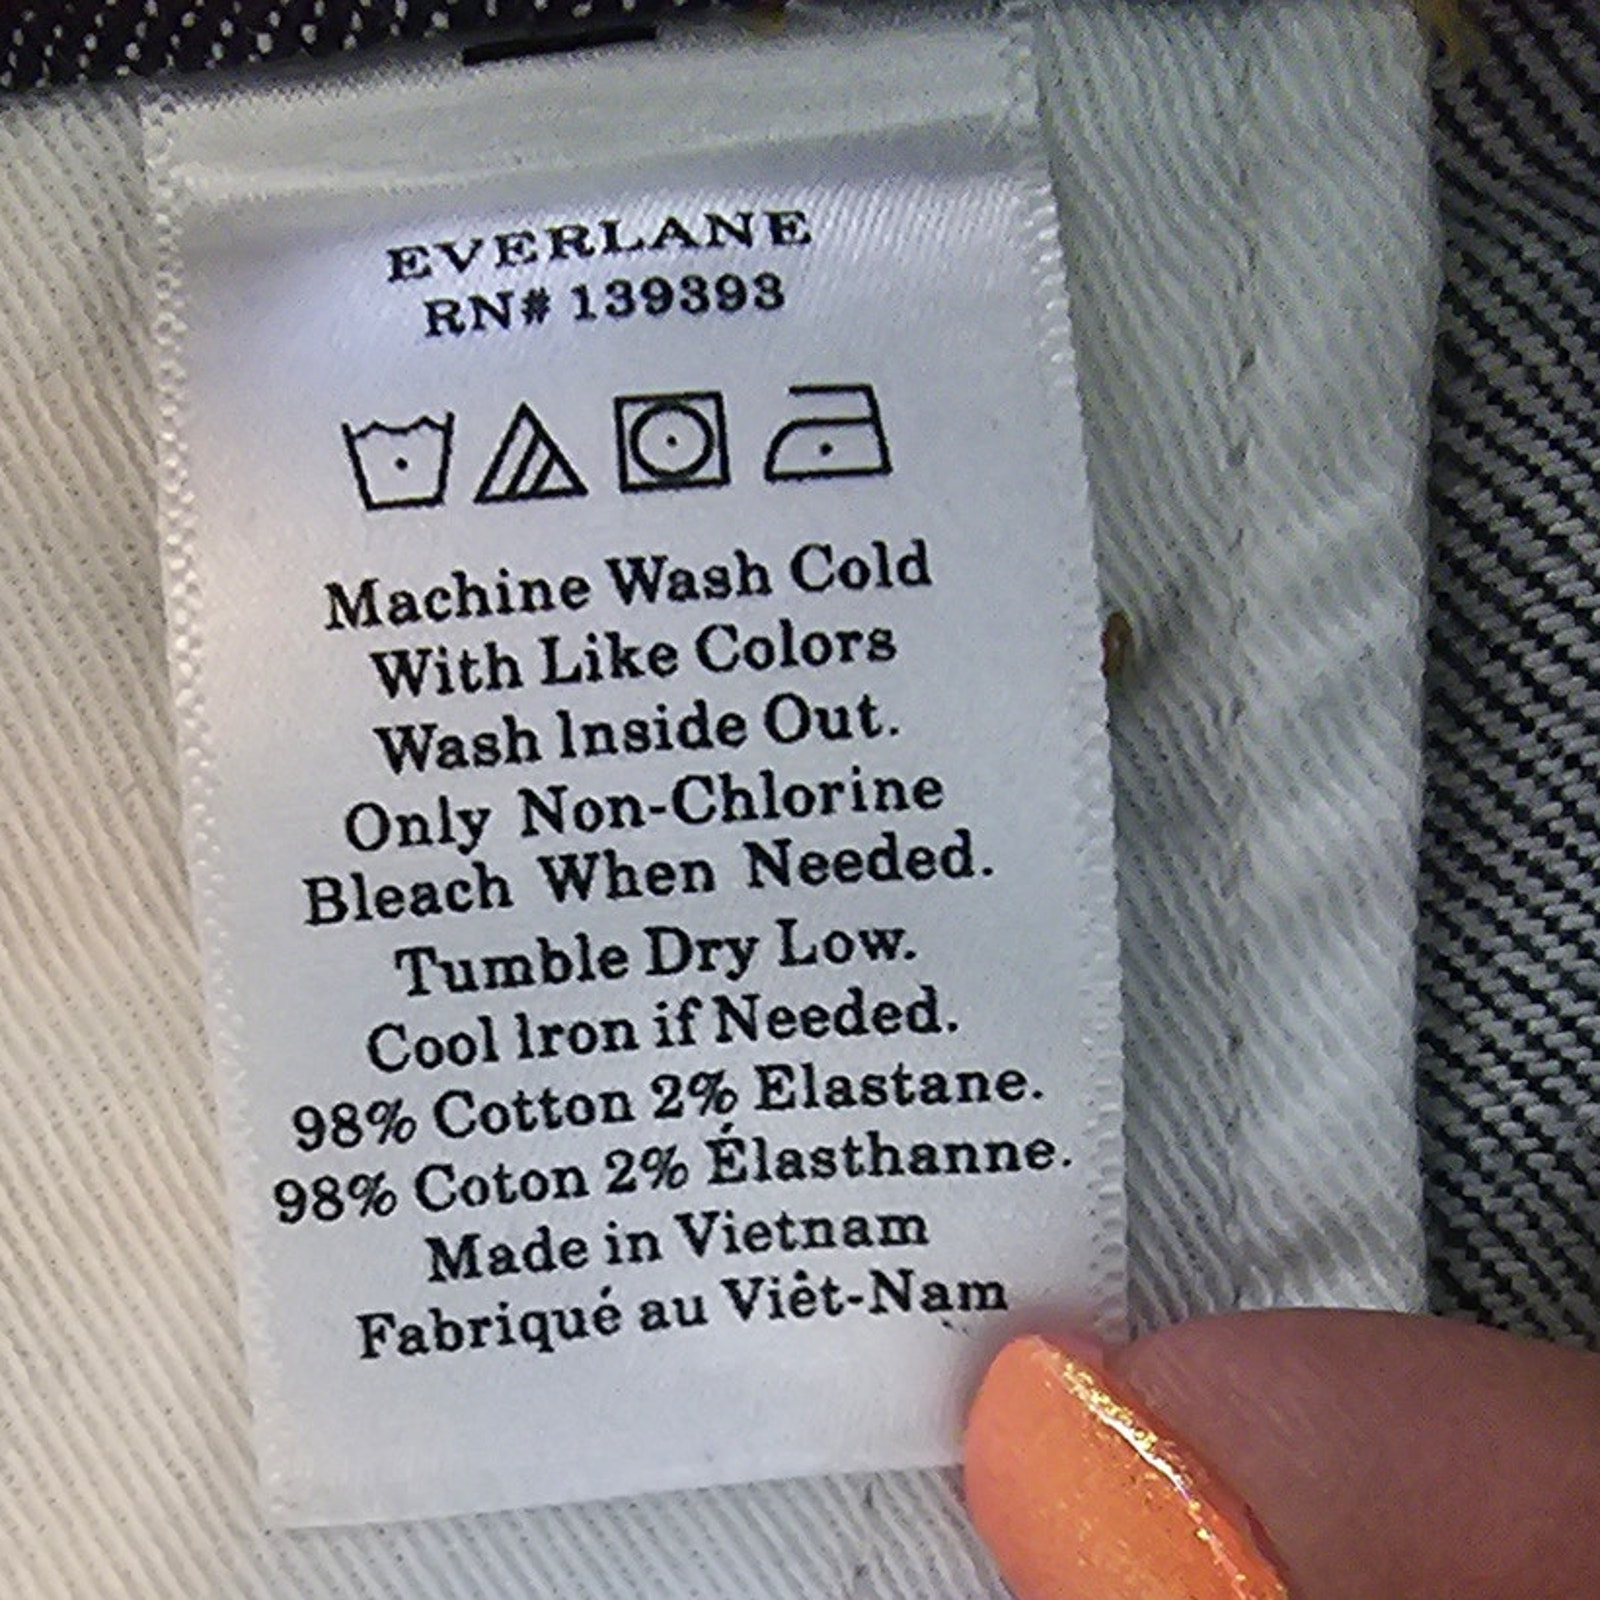 EVERLANE
RN# 139393
Machine Wash Cold
With Like Colors
Wash Inside Out.
Only Non-Chlorine
Bleach When Needed.
Tumble Dry Low.
Cool Iron if Needed.
98% Cotton 2% Elastane.
98% Coton 2% Élasthanne.
Made in Vietnam
Fabriqué au Viêt-Nam